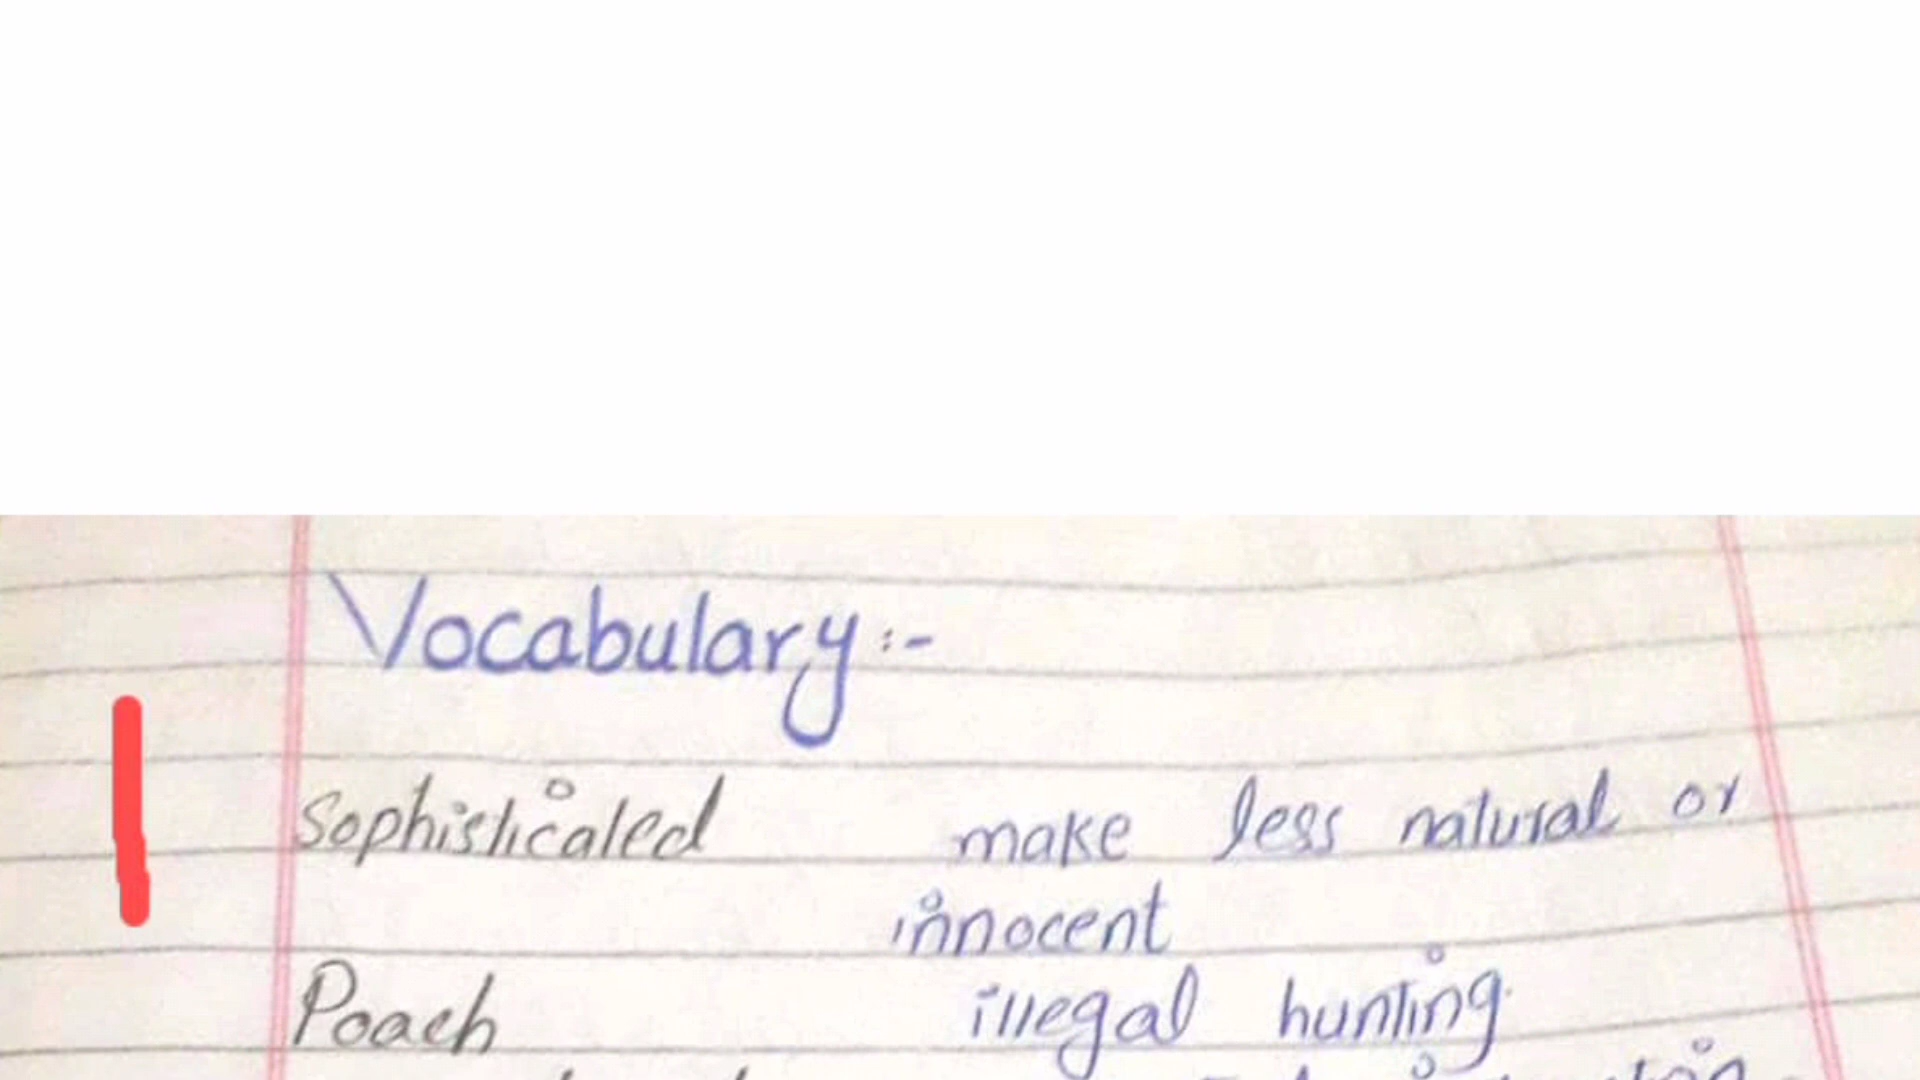 Vocabulary :-
Sophisticated make less natural or
innocent
Poach illegal hunting.